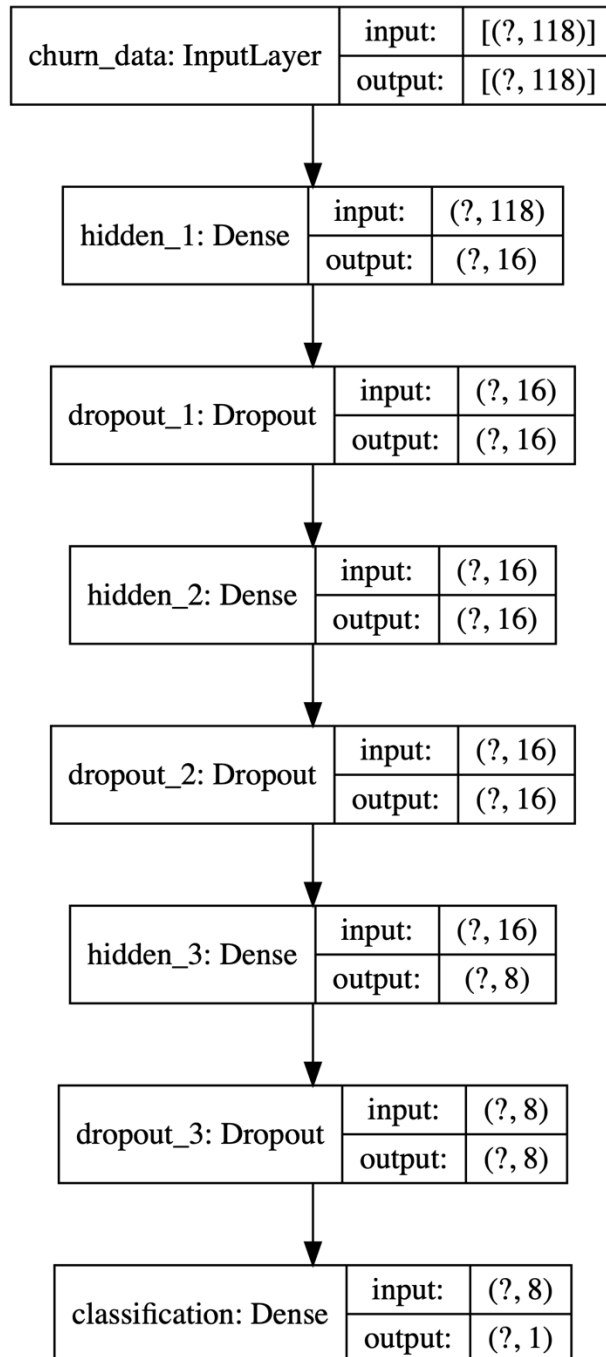 churn_data: InputLayer
input: [(?, 118)]
output: [(?, 118)]
hidden_1: Dense
input: (?, 118)
output: (?, 16)
dropout_1: Dropout
input: (?, 16)
output: (?, 16)
hidden_2: Dense
input: (?, 16)
output: (?, 16)
dropout_2: Dropout
input: (?, 16)
output: (?, 16)
hidden_3: Dense
input: (?, 16)
output: (?, 8)
dropout_3: Dropout
input: (?, 8)
output: (?, 8)
classification: Dense
input: (?, 8)
output: (?, 1)